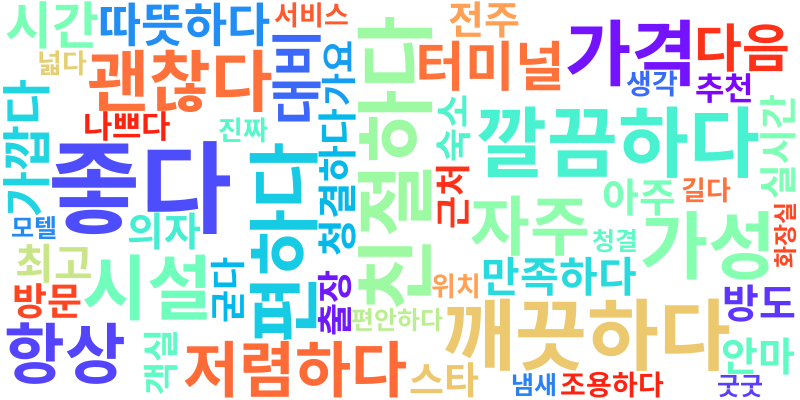 시간
따뜻하다
서비스
전주
가격
다음
넓다
괜찮다
대비
가요
친절하다
터미널
생각
추천
가깝다
나쁘다
진짜
숙소
깔끔하다
실시간
좋다
편하다
청결하다
근처
아주
길다
모텔
의자
자주
청결
가성
화장실
최고
시설
굳다
출장
위치
만족하다
방문
편안하다
방도
항상
객실
저렴하다
스타
깨끗하다
안마
냄새
조용하다
굿굿